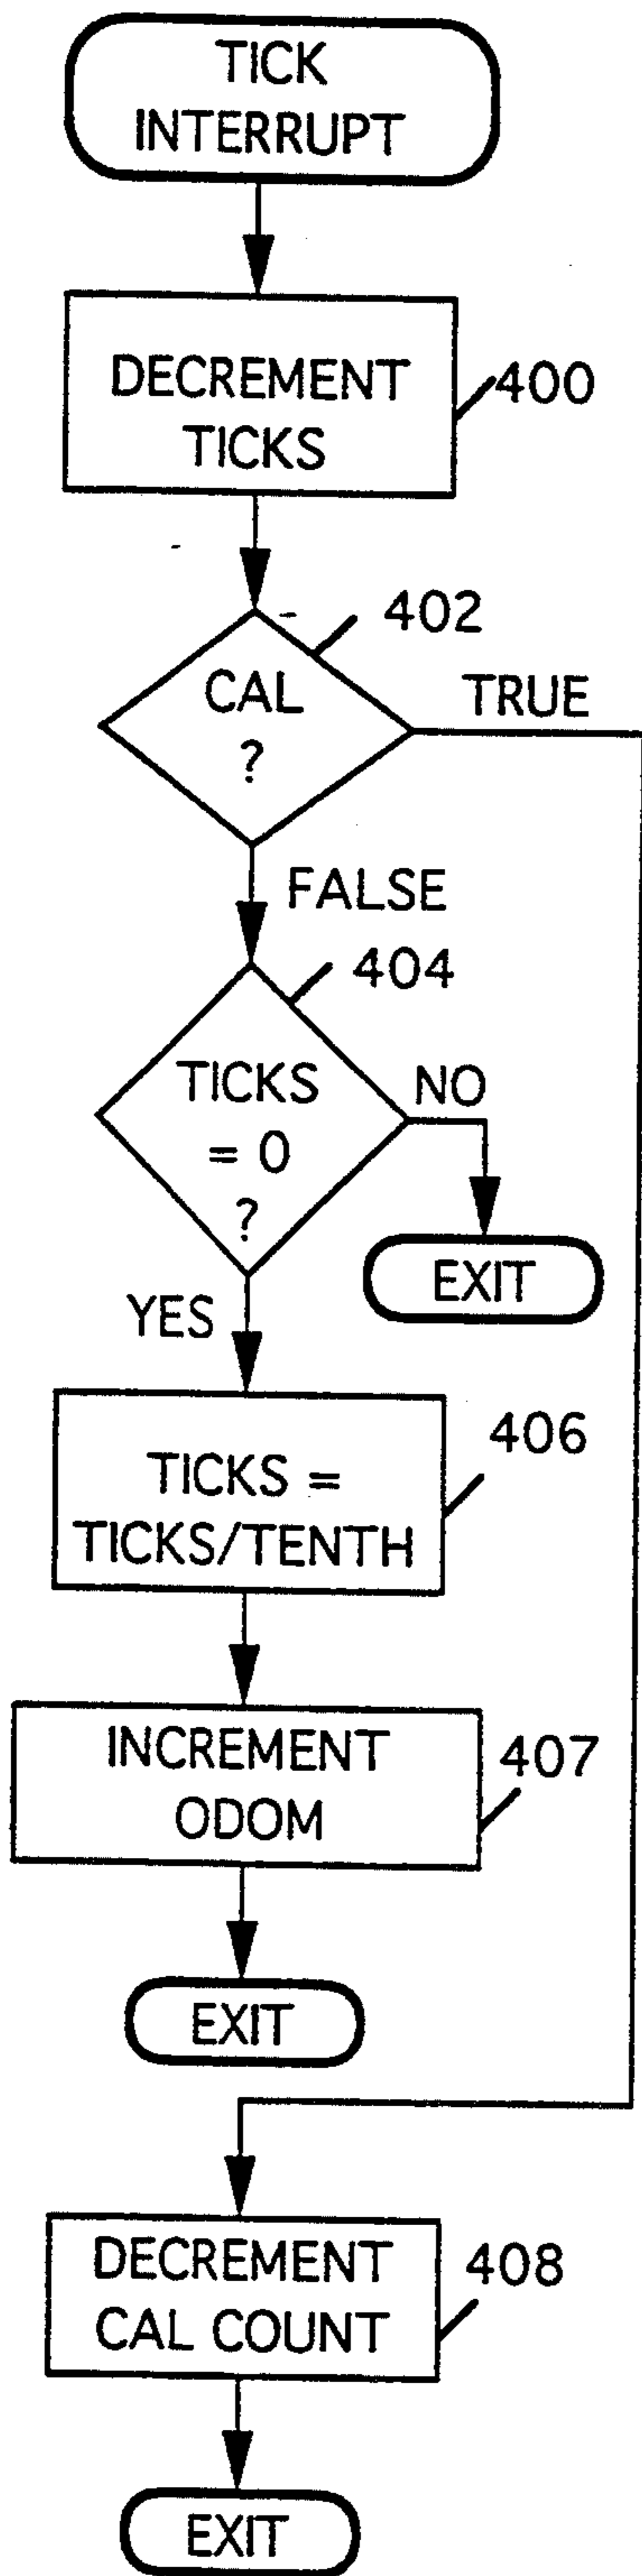 TICK
INTERRUPT
DECREMENT
TICKS
400
402
CAL
?
TRUE
FALSE
404
TICKS
= 0
?
NO
EXIT
YES
406
TICKS =
TICKS/TENTH
INCREMENT
ODOM
407
EXIT
DECREMENT
CAL COUNT
408
EXIT